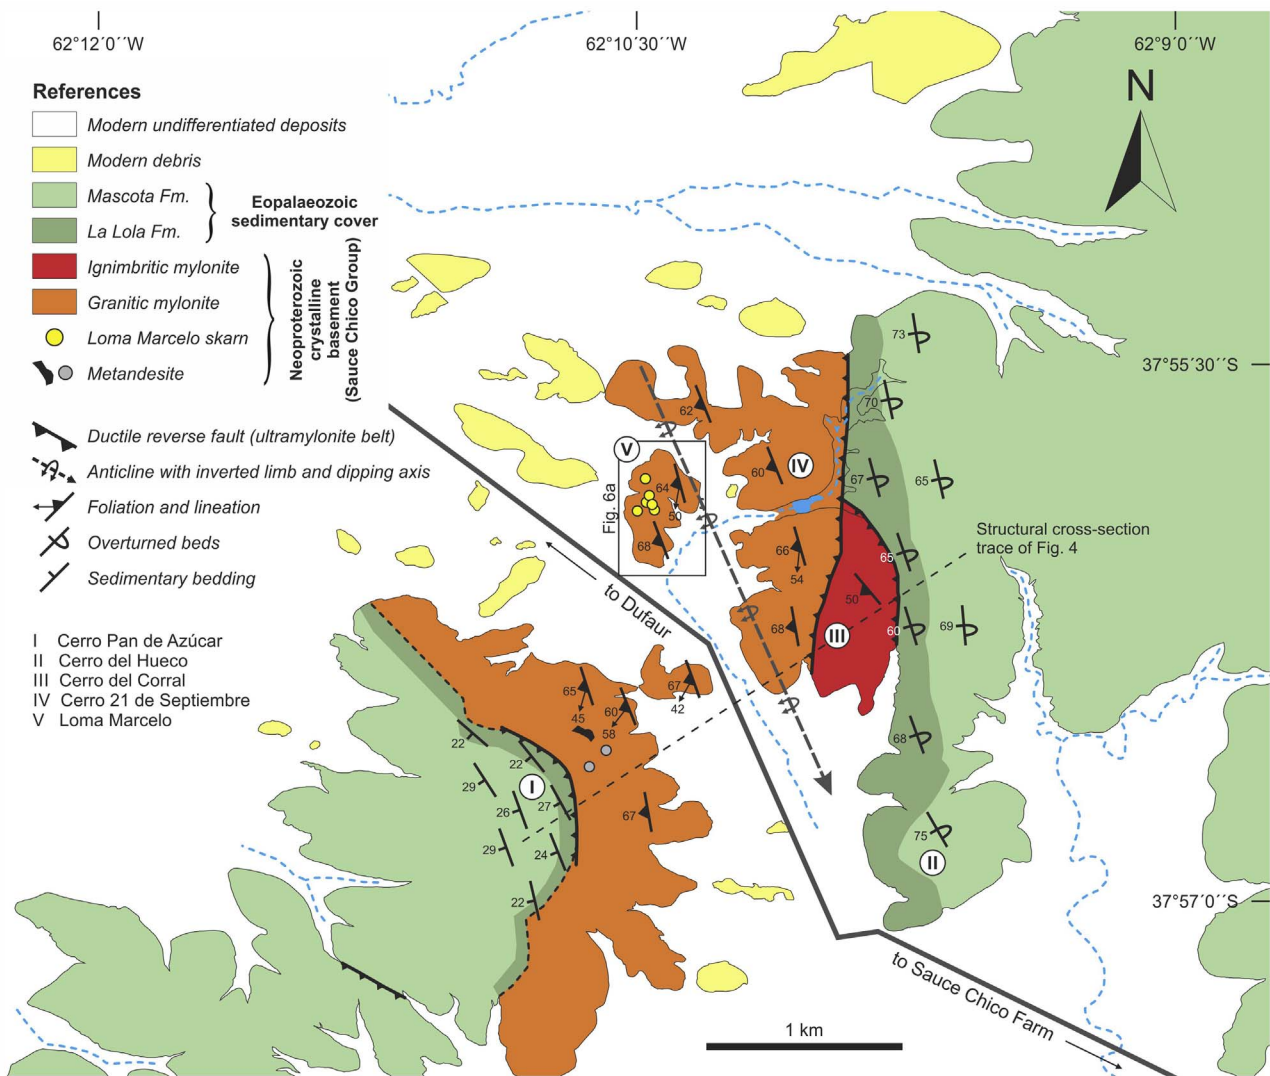 62°12´0´´W
62°10´30´´W
62°9´0´´W
N
References
Modern undifferentiated deposits
Modern debris
Mascota Fm.
La Lola Fm.
Eopalaeozoic
sedimentary cover
Ignimbritic mylonite
Granitic mylonite
Loma Marcelo skarn
Metandesite
Neoproterozoic
crystalline
basement
(Sauce Chico Group)
Ductile reverse fault (ultramylonite belt)
Anticline with inverted limb and dipping axis
Foliation and lineation
Overturned beds
Sedimentary bedding
I Cerro Pan de Azúcar
II Cerro del Hueco
III Cerro del Corral
IV Cerro 21 de Septiembre
V Loma Marcelo
37°55´30´´S
73
70
62
V
IV
60
64
50
67
65
Fig. 6a
68
66
54
65
Structural cross-section
trace of Fig. 4
to Dufaur
50
68
III
60
69
65
45
60
58
67
42
22
22
I
29
26
27
67
29
24
22
68
75
II
37°57´0´´S
to Sauce Chico Farm
1 km